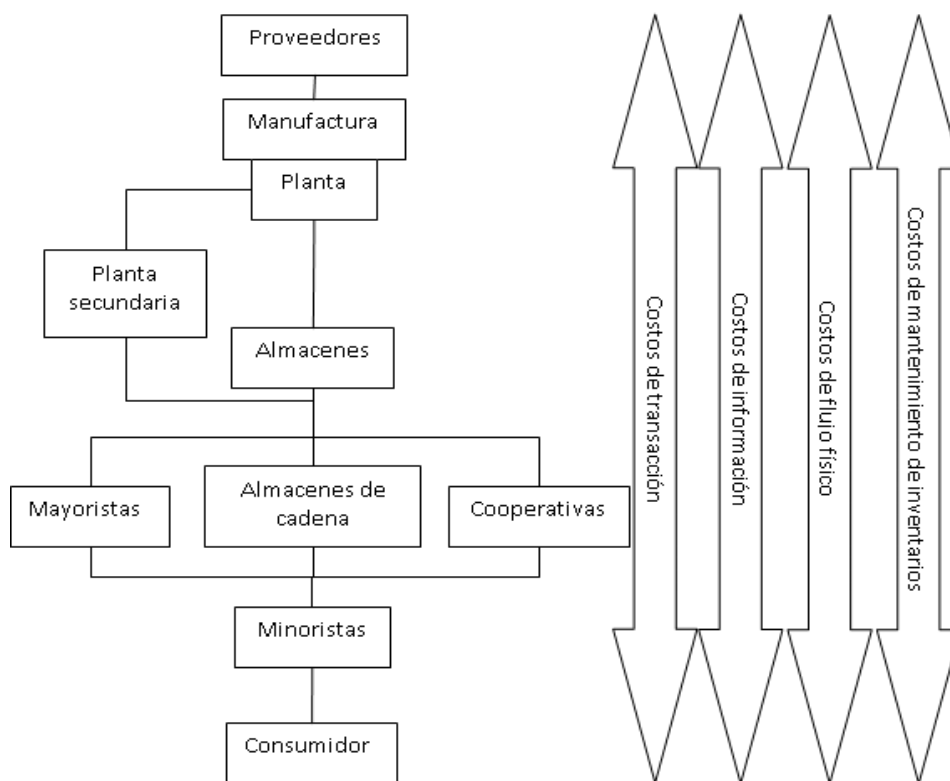 Proveedores
Manufactura
Planta
Planta
secundaria
Almacenes
Mayoristas
Almacenes de
cadena
Cooperativas
Minoristas
Consumidor
Costos de transacción
Costos de información
Costos de flujo físico
Costos de mantenimiento de inventarios